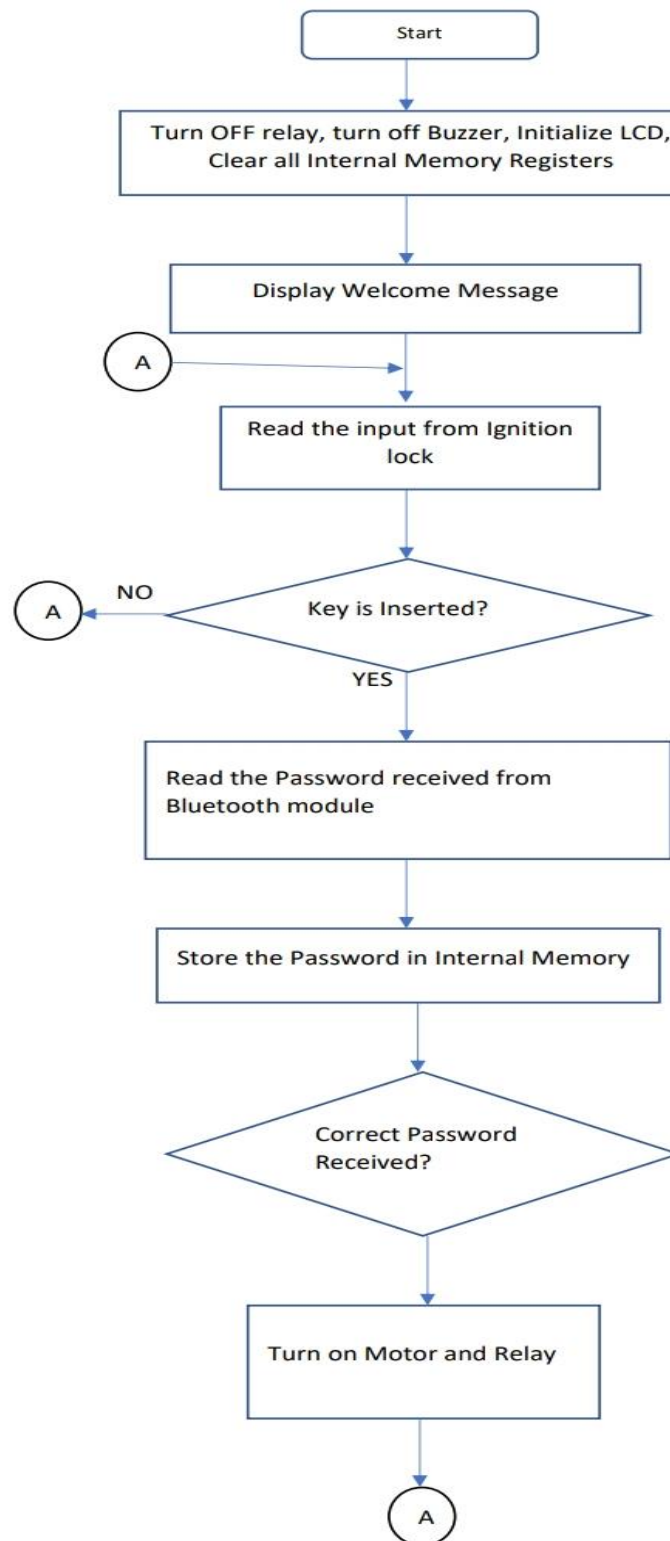 Start
Turn OFF relay, turn off Buzzer, Initialize LCD,
Clear all Internal Memory Registers
Display Welcome Message
A
Read the input from Ignition
lock
NO
A
Key is Inserted?
YES
Read the Password received from
Bluetooth module
Store the Password in Internal Memory
Correct Password
Received?
Turn on Motor and Relay
A